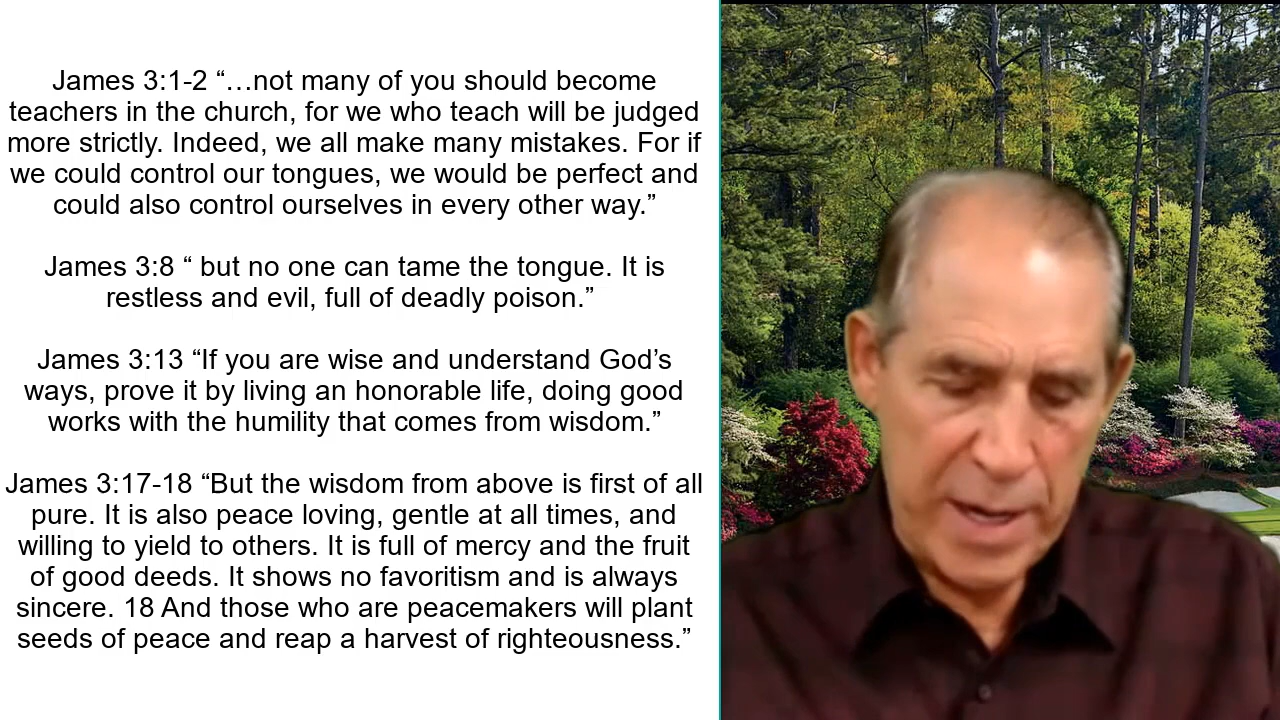 James 3:1-2 “…not many of you should become
teachers in the church, for we who teach will be judged
more strictly. Indeed, we all make many mistakes. For if
we could control our tongues, we would be perfect and
could also control ourselves in every other way.”
James 3:8 “ but no one can tame the tongue. It is
restless and evil, full of deadly poison.”
James 3:13 “If you are wise and understand God’s
ways, prove it by living an honorable life, doing good
works with the humility that comes from wisdom.”
James 3:17-18 “But the wisdom from above is first of all
pure. It is also peace loving, gentle at all times, and
willing to yield to others. It is full of mercy and the fruit
of good deeds. It shows no favoritism and is always
sincere. 18 And those who are peacemakers will plant
seeds of peace and reap a harvest of righteousness.”